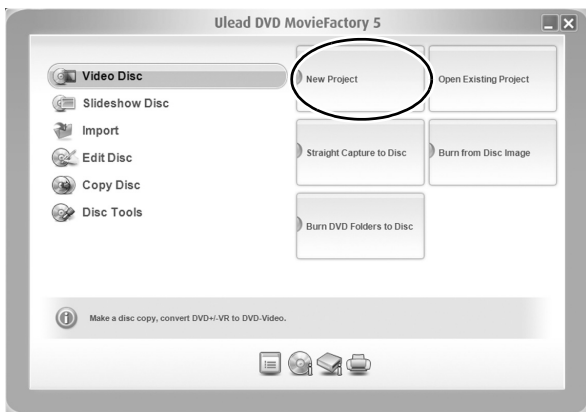 Ulead DVD MovieFactory 5
Video Disc
Slideshow Disc
Import
Edit Disc
Copy Disc
Disc Tools
New Project
Open Existing Project
Straight Capture to Disc
Burn from Disc Image
Burn DVD Folders to Disc
Make a disc copy, convert DVD+/-VR to DVD-Video.